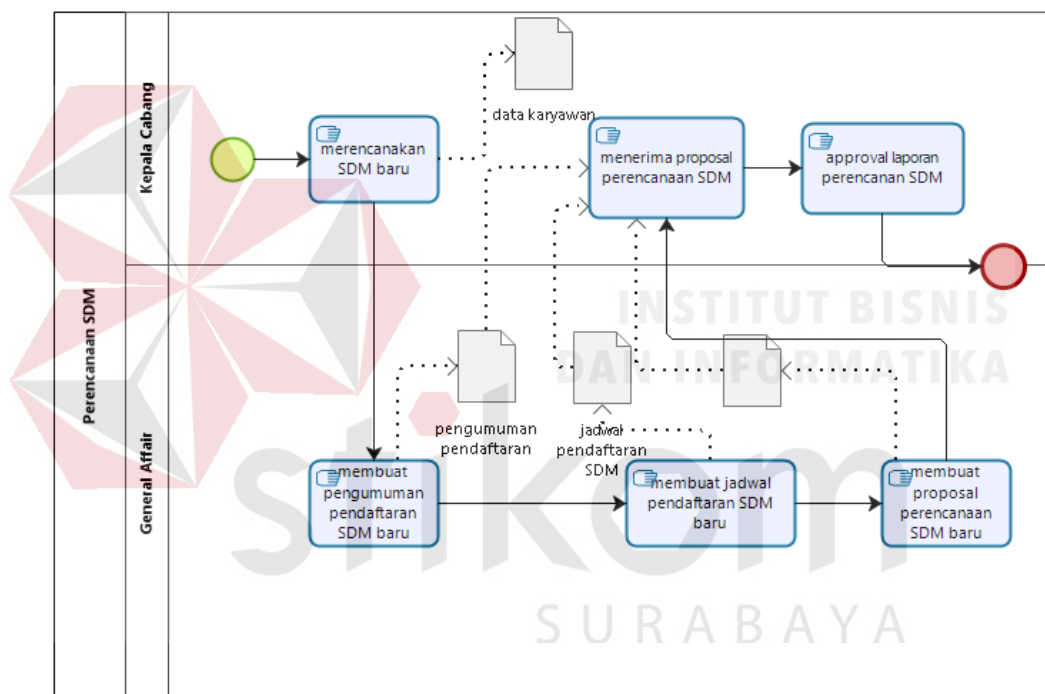 Perencanaan SDM
Kepala Cabang
General Affair
data karyawan
merencanakan
SDM baru
menerima proposal
perencanaan SDM
approval laporan
perencanan SDM
INSTITUT BISNIS
DAN INFORMATIKA
pengumuman
pendaftaran
jadwal
pendaftaran
SDM
membuat
pengumuman
pendaftaran
SDM baru
membuat jadwal
pendaftaran SDM
baru
membuat
proposal
perencanaan
SDM baru
stikom
SURABAYA